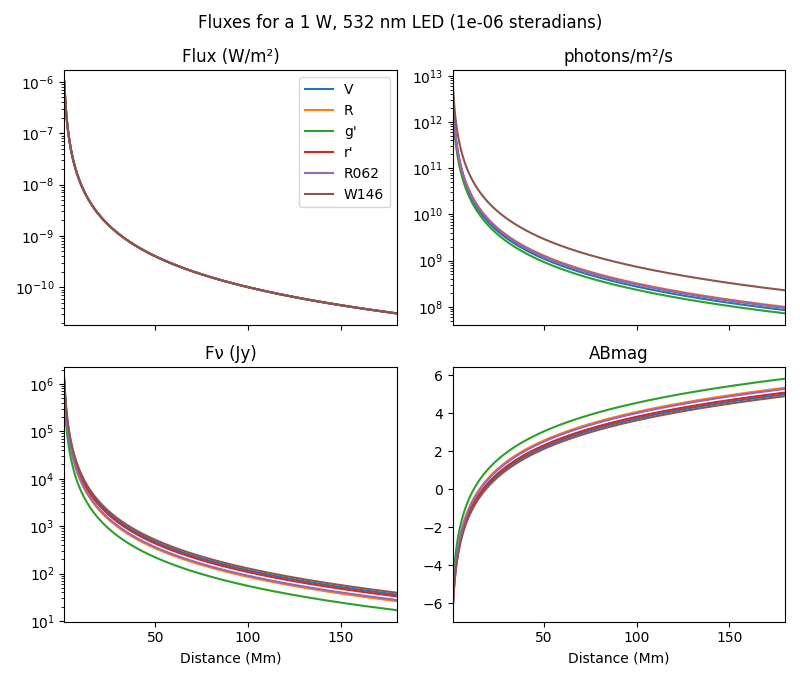 Fluxes for a 1 W, 532 nm LED (1e-06 steradians)
Flux (W/m²)
10⁻⁶
10⁻⁷
10⁻⁸
10⁻⁹
10⁻¹⁰
V
R
g'
r'
R062
W146
photons/m²/s
10¹³
10¹²
10¹¹
10¹⁰
10⁹
10⁸
Fν (Jy)
10⁶
10⁵
10⁴
10³
10²
10¹
50
100
150
Distance (Mm)
ABmag
6
4
2
0
−2
−4
−6
50
100
150
Distance (Mm)